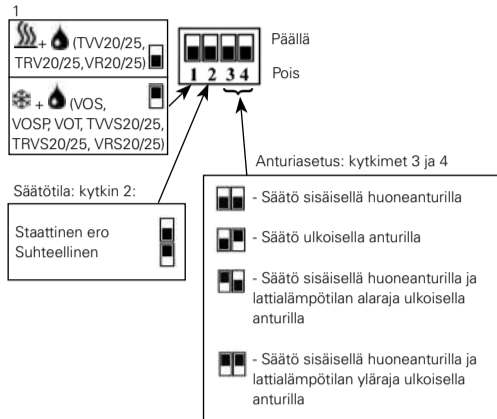 1
+ (TVV20/25,
TRV20/25,VR20/25)
+ (VOS,
VOSP, VOT, TVVS20/25,
TRVS20/25, VRS20/25)
Päällä
1 2 3 4
Pois
Anturiasetus: kytkimet 3 ja 4
Säätötila: kytkin 2:
Staattinen ero
Suhteellinen
- Säätö sisäisellä huoneanturilla
- Säätö ulkoisella anturilla
- Säätö sisäisellä huoneanturilla ja
lattialämpötilan alaraja ulkoisella
anturilla
- Säätö sisäisellä huoneanturilla ja
lattialämpötilan yläraja ulkoisella
anturilla